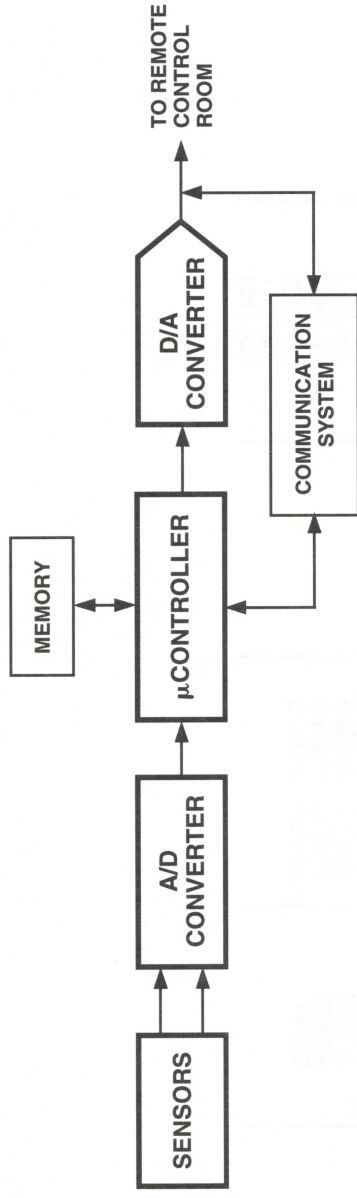 SENSORS
A/D
CONVERTER
µCONTROLLER
MEMORY
D/A
CONVERTER
COMMUNICATION
SYSTEM
TO REMOTE
CONTROL
ROOM